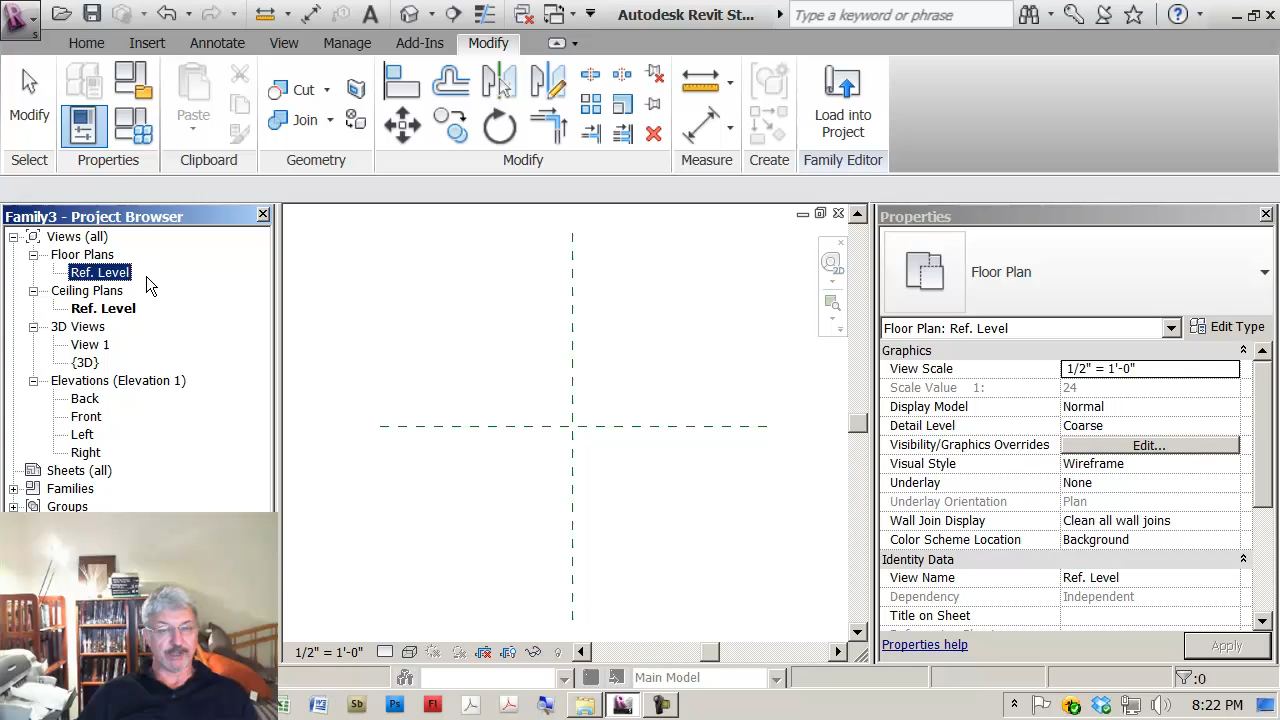 Autodesk Revit St...
Type a keyword or phrase
Home Insert Annotate View Manage Add-Ins Modify
Modify
Paste
Cut
Join
Load into
Project
Select Properties Clipboard Geometry Modify Measure Create Family Editor
Family3 - Project Browser
Views (all)
Floor Plans
Ref. Level
Ceiling Plans
Ref. Level
3D Views
View 1
{3D}
Elevations (Elevation 1)
Back
Front
Left
Right
Sheets (all)
Families
Groups
2D
Properties
Floor Plan
Floor Plan: Ref. Level
Edit Type
Graphics
View Scale 1/2" = 1'-0"
Scale Value 1: 24
Display Model Normal
Detail Level Coarse
Visibility/Graphics Overrides Edit...
Visual Style Wireframe
Underlay None
Underlay Orientation Plan
Wall Join Display Clean all wall joins
Color Scheme Location Background
Identity Data
View Name Ref. Level
Dependency Independent
Title on Sheet
Properties help
Apply
1/2" = 1'-0"
Main Model
:0
Sb Ps Fl
8:22 PM